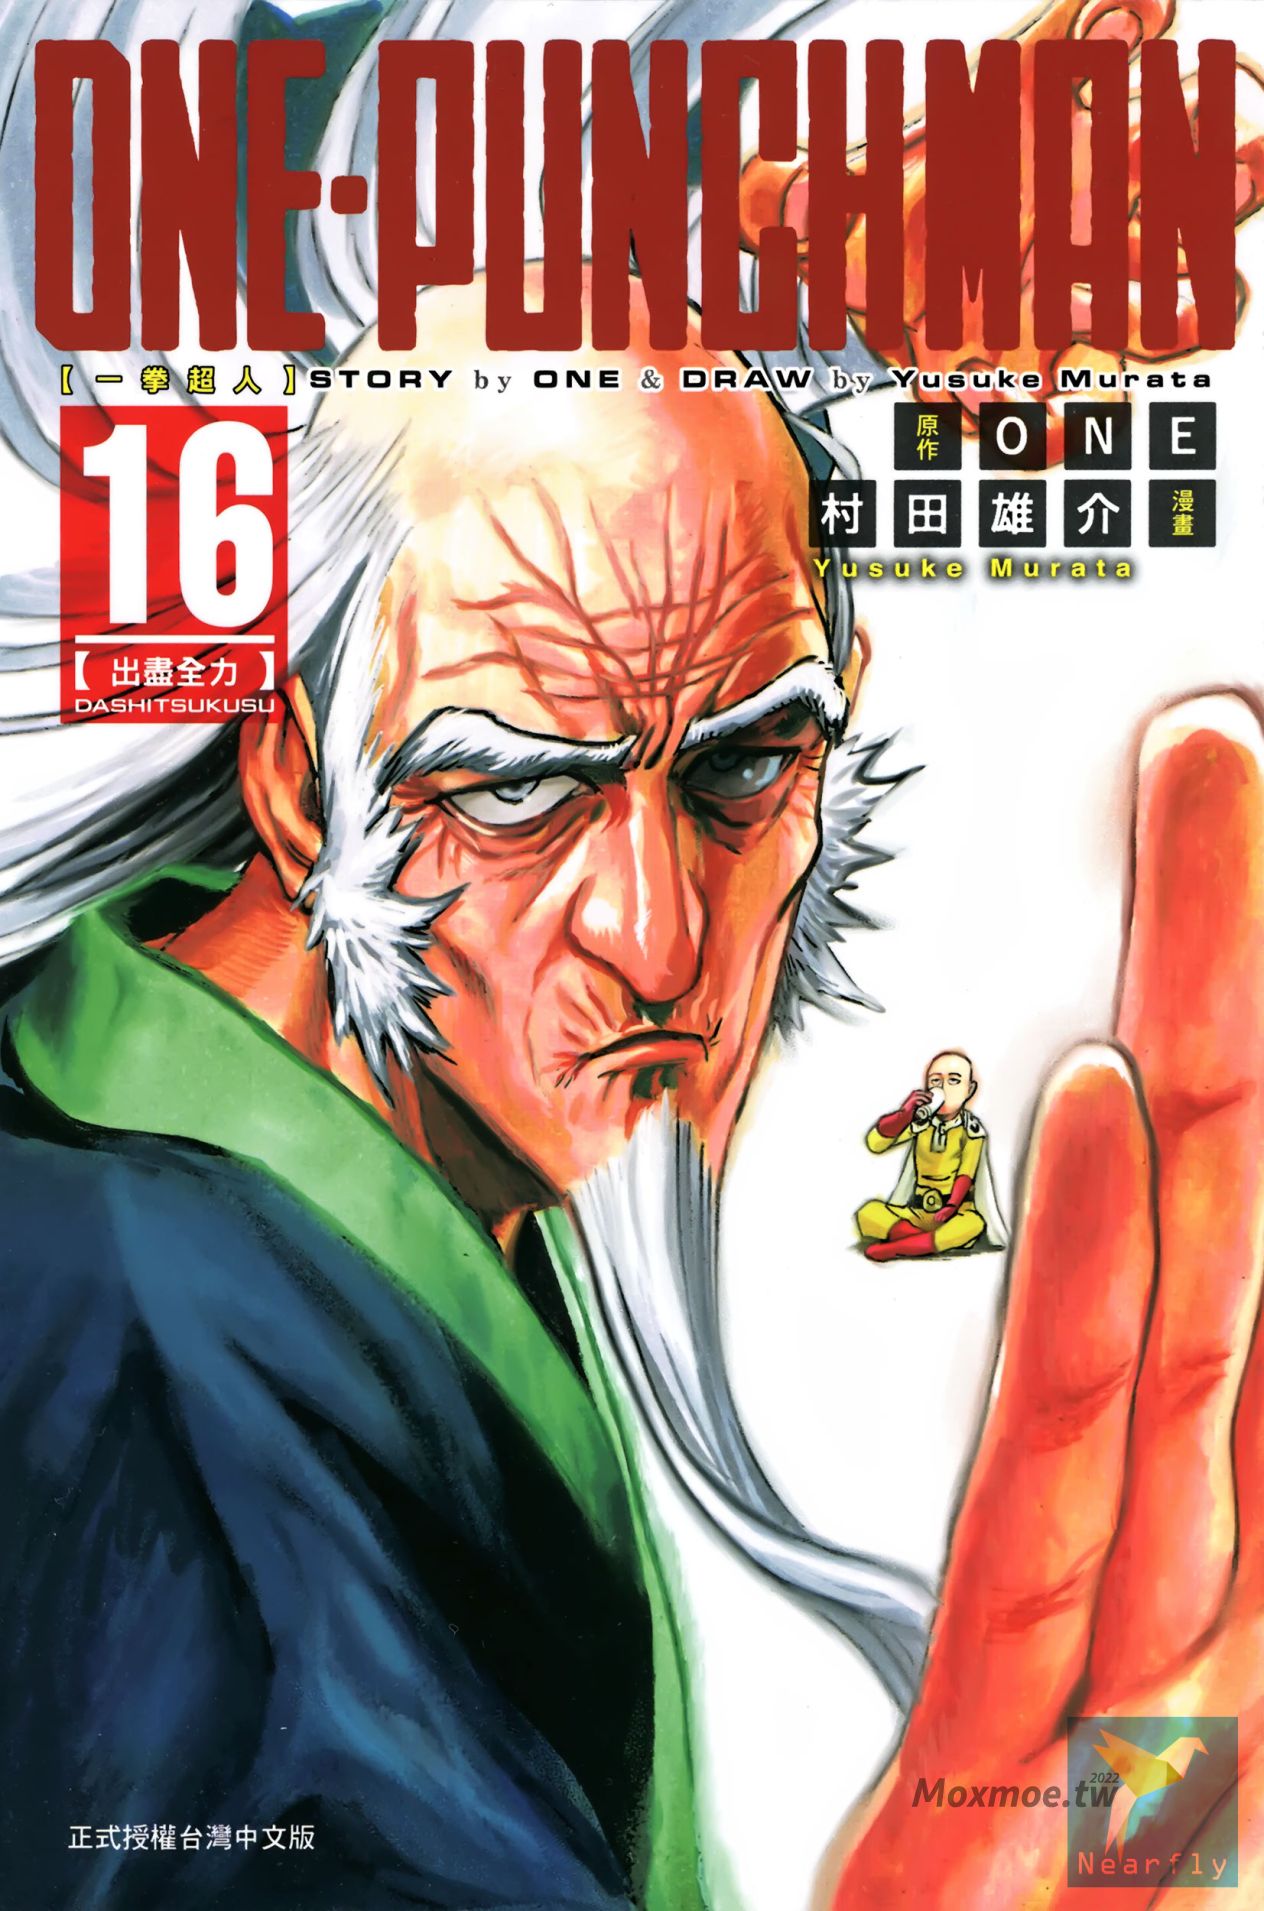 ONE-PUNCHMAN
【一拳超人】STORY by ONE & DRAW by Yusuke Murata
16
【出盡全力】
DASHITSUKUSU
原作 ONE
村田雄介 漫畫
Yusuke Murata
正式授權台灣中文版
2022
Moxmoe.tw
Nearfly